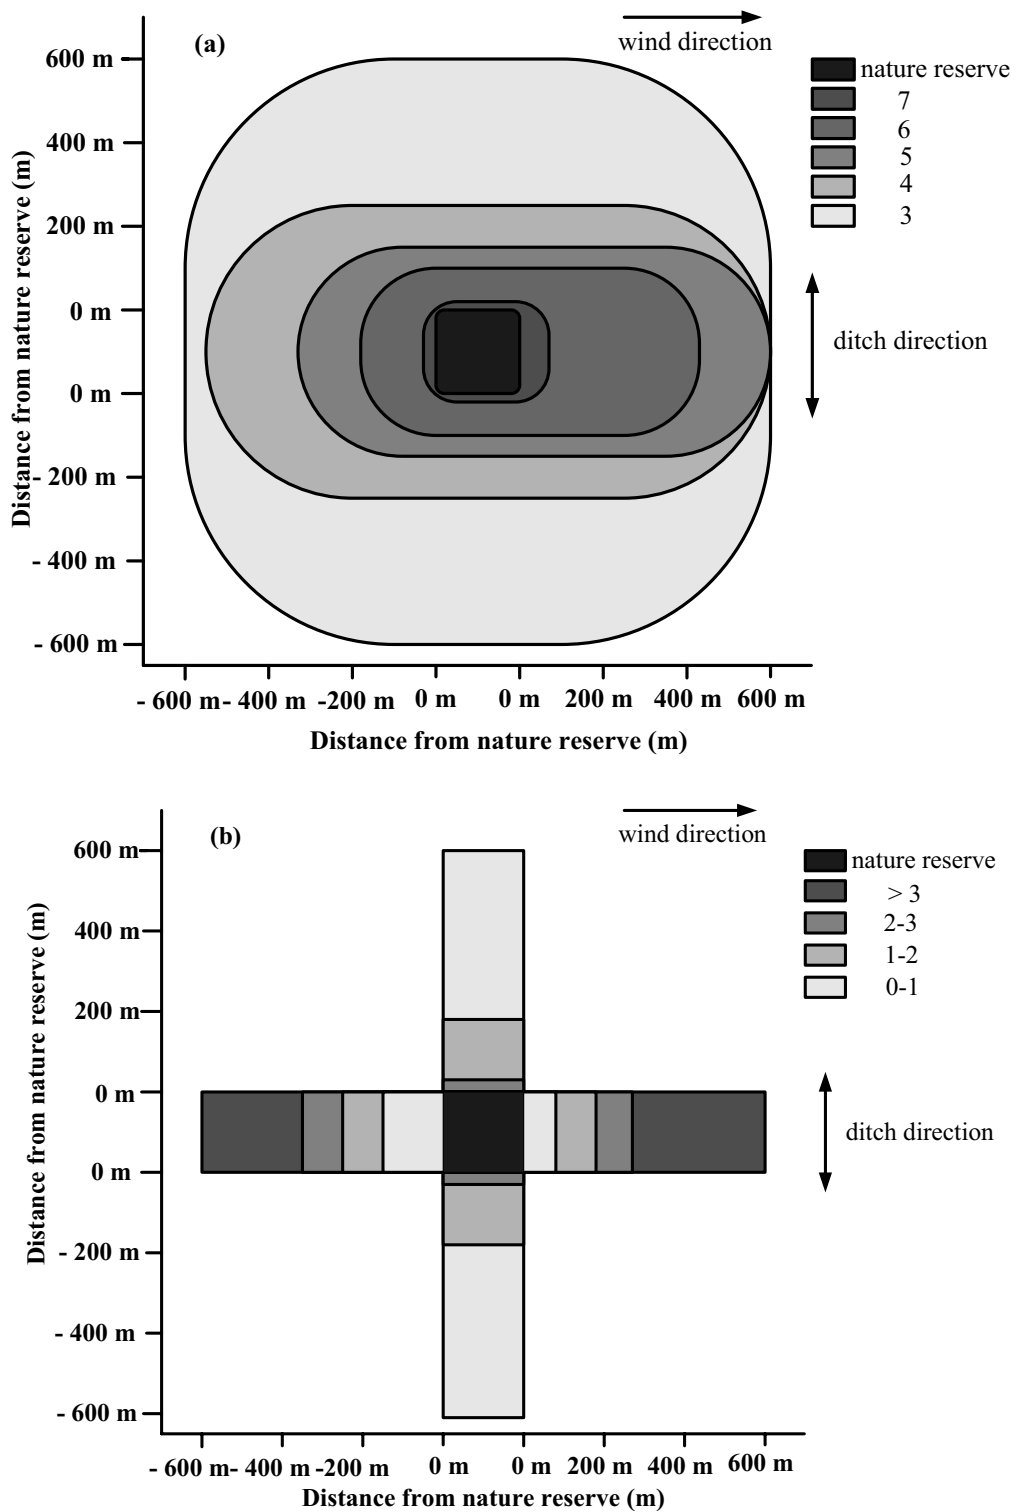 (a)
wind direction
nature reserve
7
6
5
4
3
ditch direction
Distance from nature reserve (m)
600 m
400 m
200 m
0 m
0 m
- 200 m
- 400 m
- 600 m
- 600 m - 400 m -200 m 0 m 0 m 200 m 400 m 600 m
Distance from nature reserve (m)
(b)
wind direction
nature reserve
> 3
2-3
1-2
0-1
ditch direction
Distance from nature reserve (m)
600 m
400 m
200 m
0 m
0 m
- 200 m
- 400 m
- 600 m
- 600 m - 400 m -200 m 0 m 0 m 200 m 400 m 600 m
Distance from nature reserve (m)